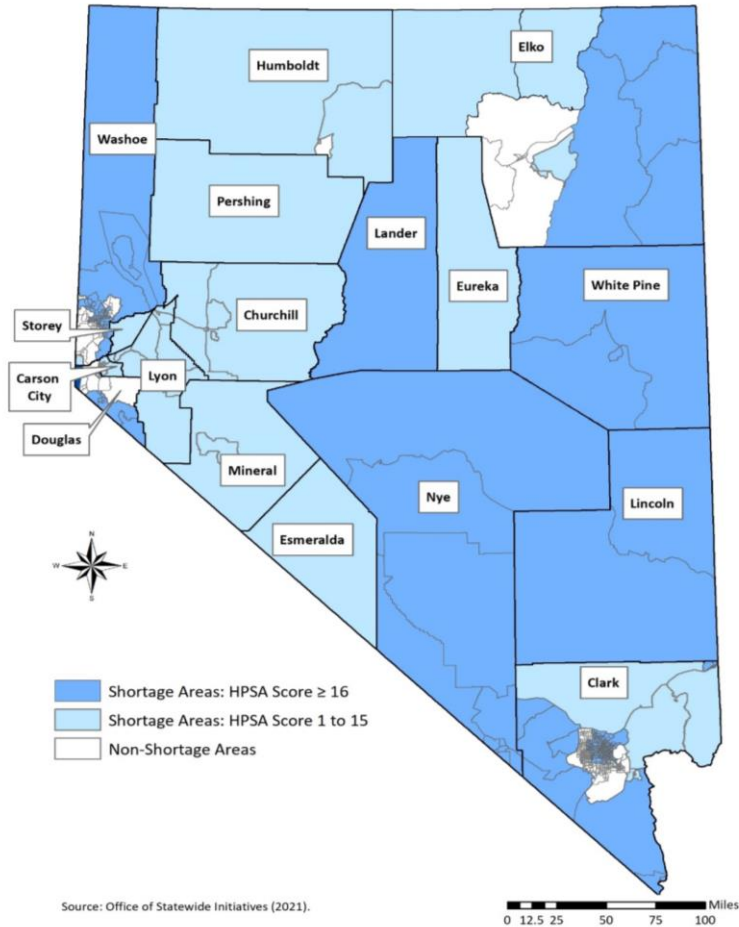 Elko
Humboldt
Washoe
Pershing
Lander
Eureka
White Pine
Churchill
Storey
Carson
City
Lyon
Douglas
Mineral
Nye
Lincoln
Esmeralda
N
W
E
S
Clark
Shortage Areas: HPSA Score ≥ 16
Shortage Areas: HPSA Score 1 to 15
Non-Shortage Areas
Source: Office of Statewide Initiatives (2021).
Miles
0 12.5 25 50 75 100